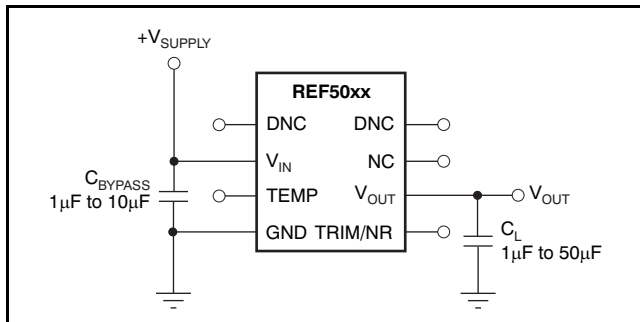 +VSUPPLY
REF50xx
DNC
DNC
VIN
NC
CBYPASS
1µF to 10µF
TEMP
VOUT
VOUT
GND
TRIM/NR
CL
1µF to 50µF